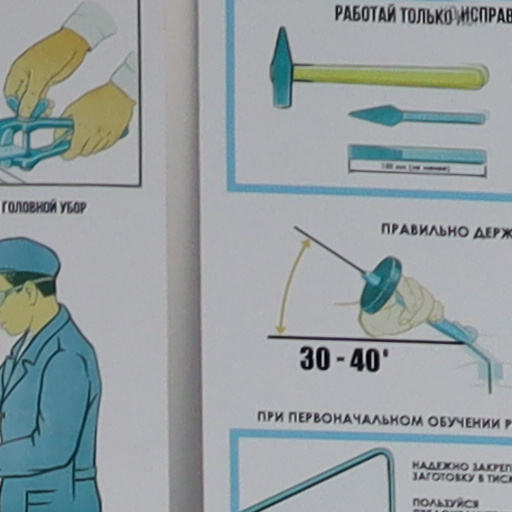 РАБОТАЙ ТОЛЬКО ИСПРАВ
ГОЛОВНОЙ УБОР
ПРАВИЛЬНО ДЕРЖ
30 - 40°
ПРИ ПЕРВОНАЧАЛЬНОМ ОБУЧЕНИИ Р
НАДЕЖНО ЗАКРЕП
ЗАГОТОВКУ В ТИСК
ПОЛЬЗУЙСЯ